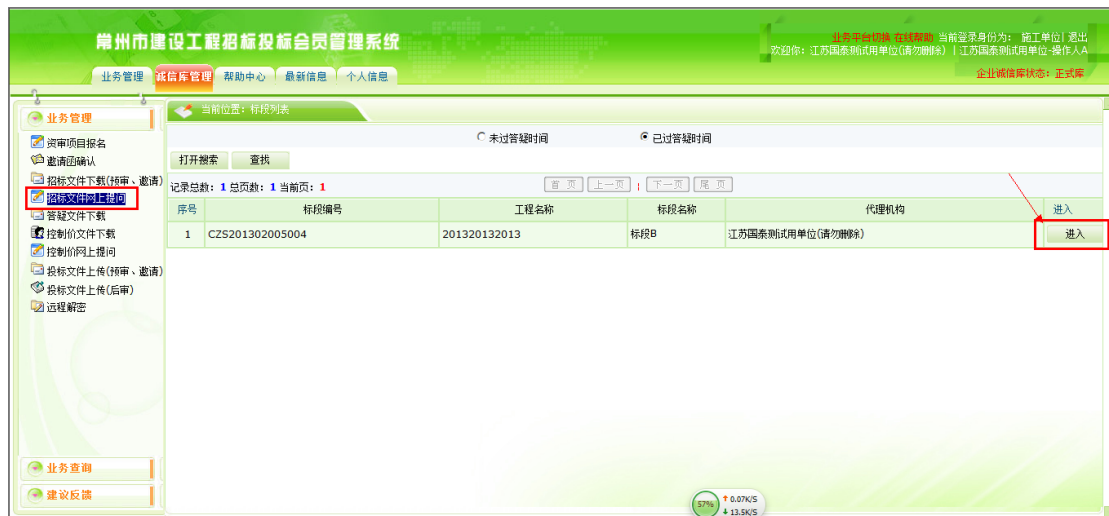 常州市建设工程招标投标会员管理系统
业务平台切换 在线帮助 当前登录身份为： 施工单位| 退出
欢迎你：江苏国泰测试用单位(请勿删除) | 江苏国泰测试用单位-操作人A
业务管理 诚信库管理 帮助中心 最新信息 个人信息
企业诚信库状态：正式库
业务管理
资审项目报名
邀请函确认
招标文件下载(预审、邀请)
招标文件网上提问
答疑文件下载
控制价文件下载
控制价网上提问
投标文件上传(预审、邀请)
投标文件上传(后审)
远程解密
业务查询
建议反馈
当前位置：标段列表
未过答疑时间 已过答疑时间
打开搜索 查找
记录总数：1 总页数：1 当前页：1
首 页 上一页 1 下一页 尾 页
序号 标段编号 工程名称 标段名称 代理机构 进入
1 CZS201302005004 201320132013 标段B 江苏国泰测试用单位(请勿删除) 进入
57% 0.07K/S
13.5K/S